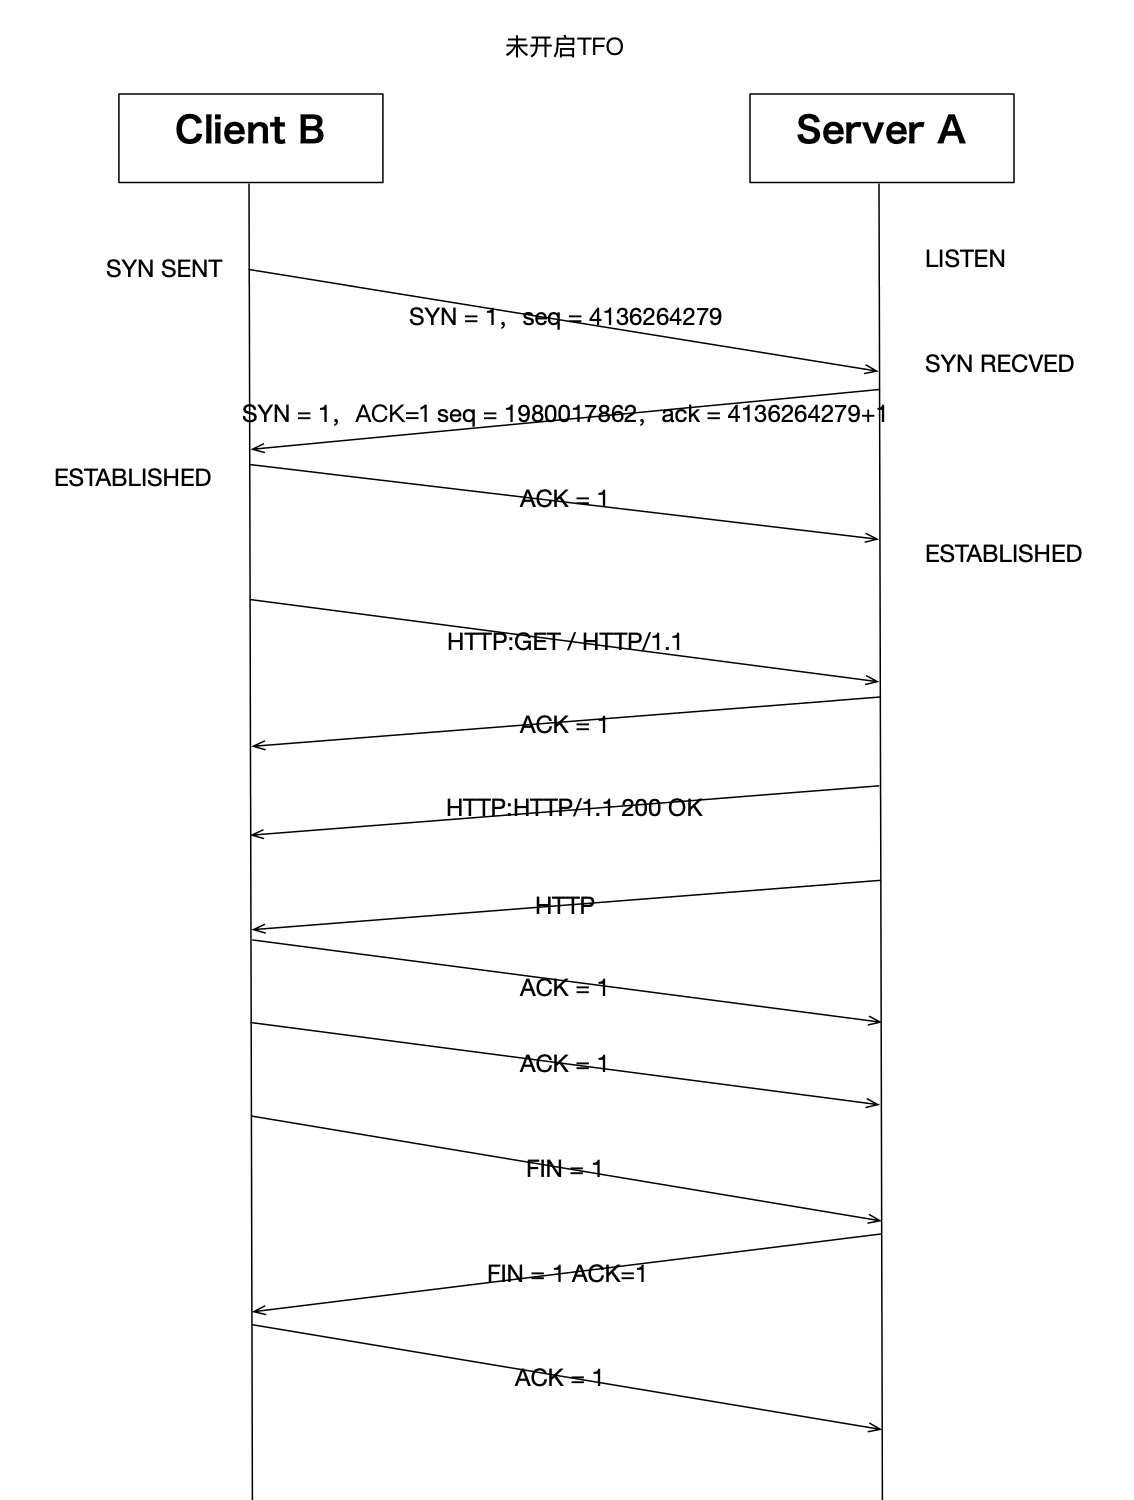 未开启TFO
Client B
Server A
LISTEN
SYN SENT
SYN = 1，seq = 4136264279
SYN RECVED
SYN = 1，ACK=1 seq = 1980017862，ack = 4136264279+1
ESTABLISHED
ACK = 1
ESTABLISHED
HTTP:GET / HTTP/1.1
ACK = 1
HTTP:HTTP/1.1 200 OK
HTTP
ACK = 1
ACK = 1
FIN = 1
FIN = 1 ACK=1
ACK = 1